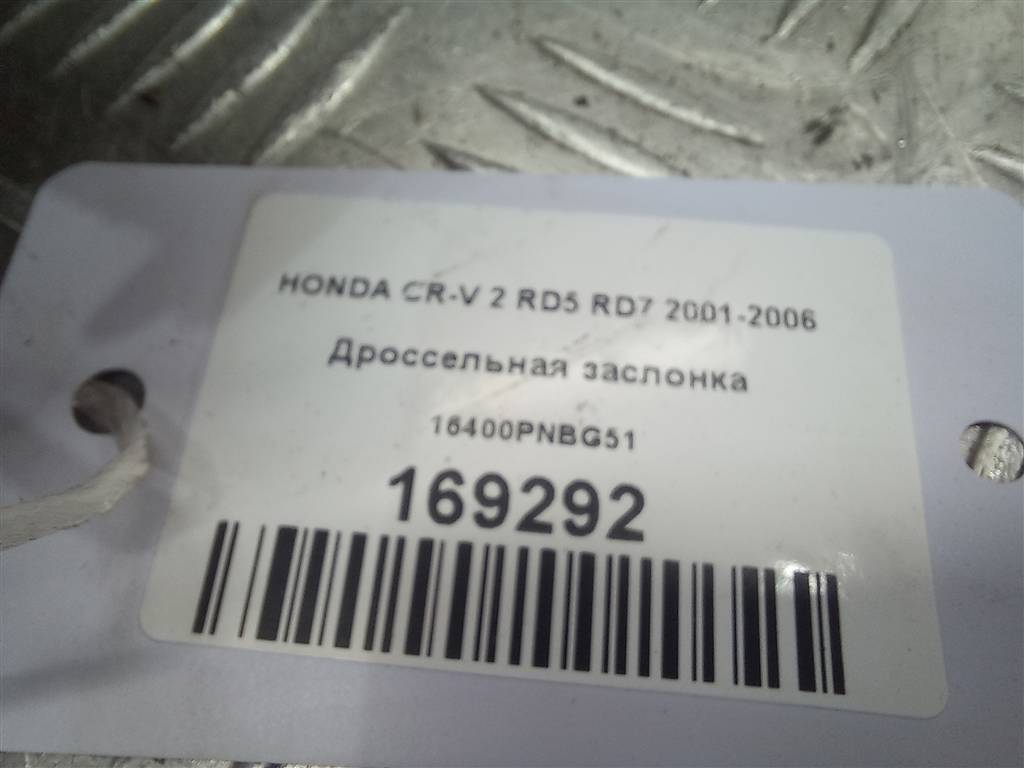 HONDA CR-V 2 RD5 RD7 2001-2006
Дроссельная заслонка
16400PNBG51
169292